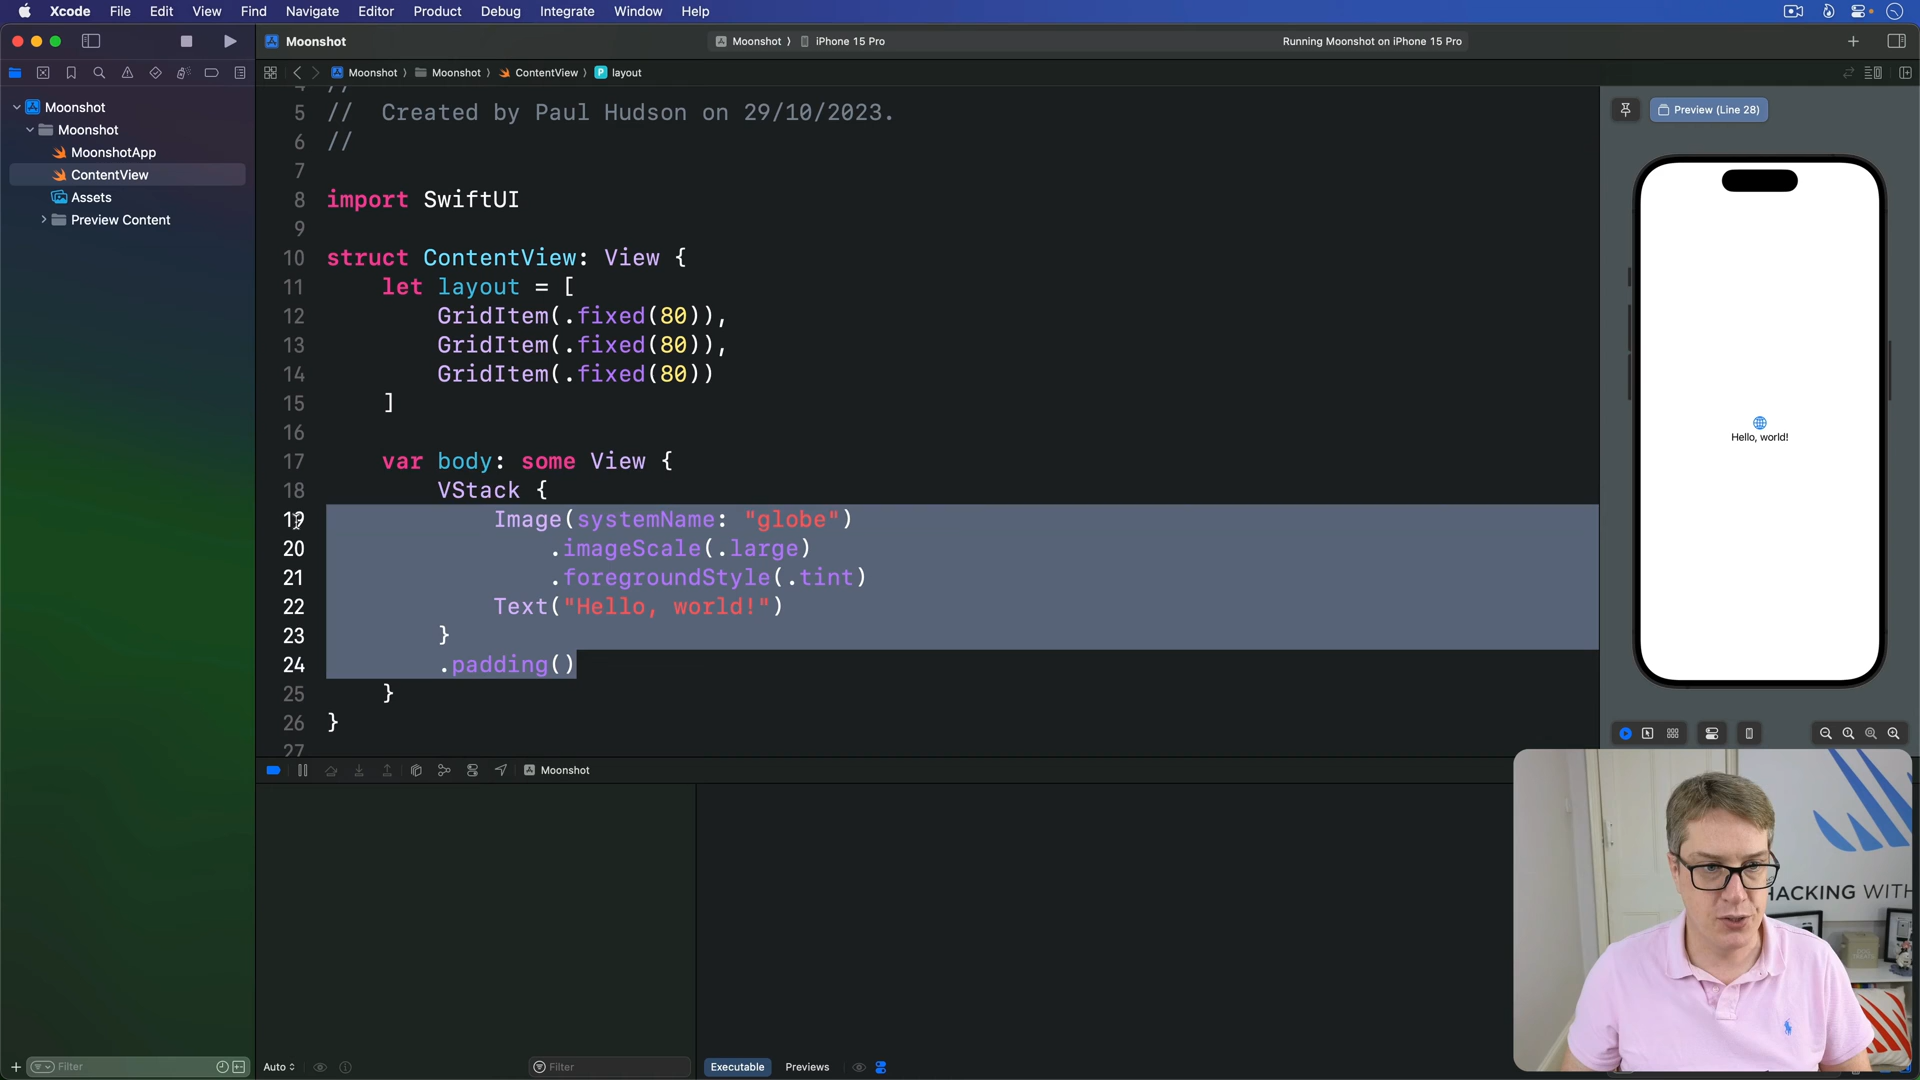 Xcode File Edit View Find Navigate Editor Product Debug Integrate Window Help
Moonshot
Moonshot ⟩ iPhone 15 Pro
Running Moonshot on iPhone 15 Pro
Moonshot ⟩ Moonshot ⟩ ContentView ⟩ P layout
Moonshot
Moonshot
MoonshotApp
ContentView
Assets
Preview Content
4 //
5 // Created by Paul Hudson on 29/10/2023.
6 //
7
8 import SwiftUI
9
10 struct ContentView: View {
11 let layout = [
12 GridItem(.fixed(80)),
13 GridItem(.fixed(80)),
14 GridItem(.fixed(80))
15 ]
16
17 var body: some View {
18 VStack {
19 Image(systemName: "globe")
20 .imageScale(.large)
21 .foregroundStyle(.tint)
22 Text("Hello, world!")
23 }
24 .padding()
25 }
26 }
27
Preview (Line 28)
Hello, world!
Moonshot
HACKING WITH
Filter
Auto
Filter
Executable Previews